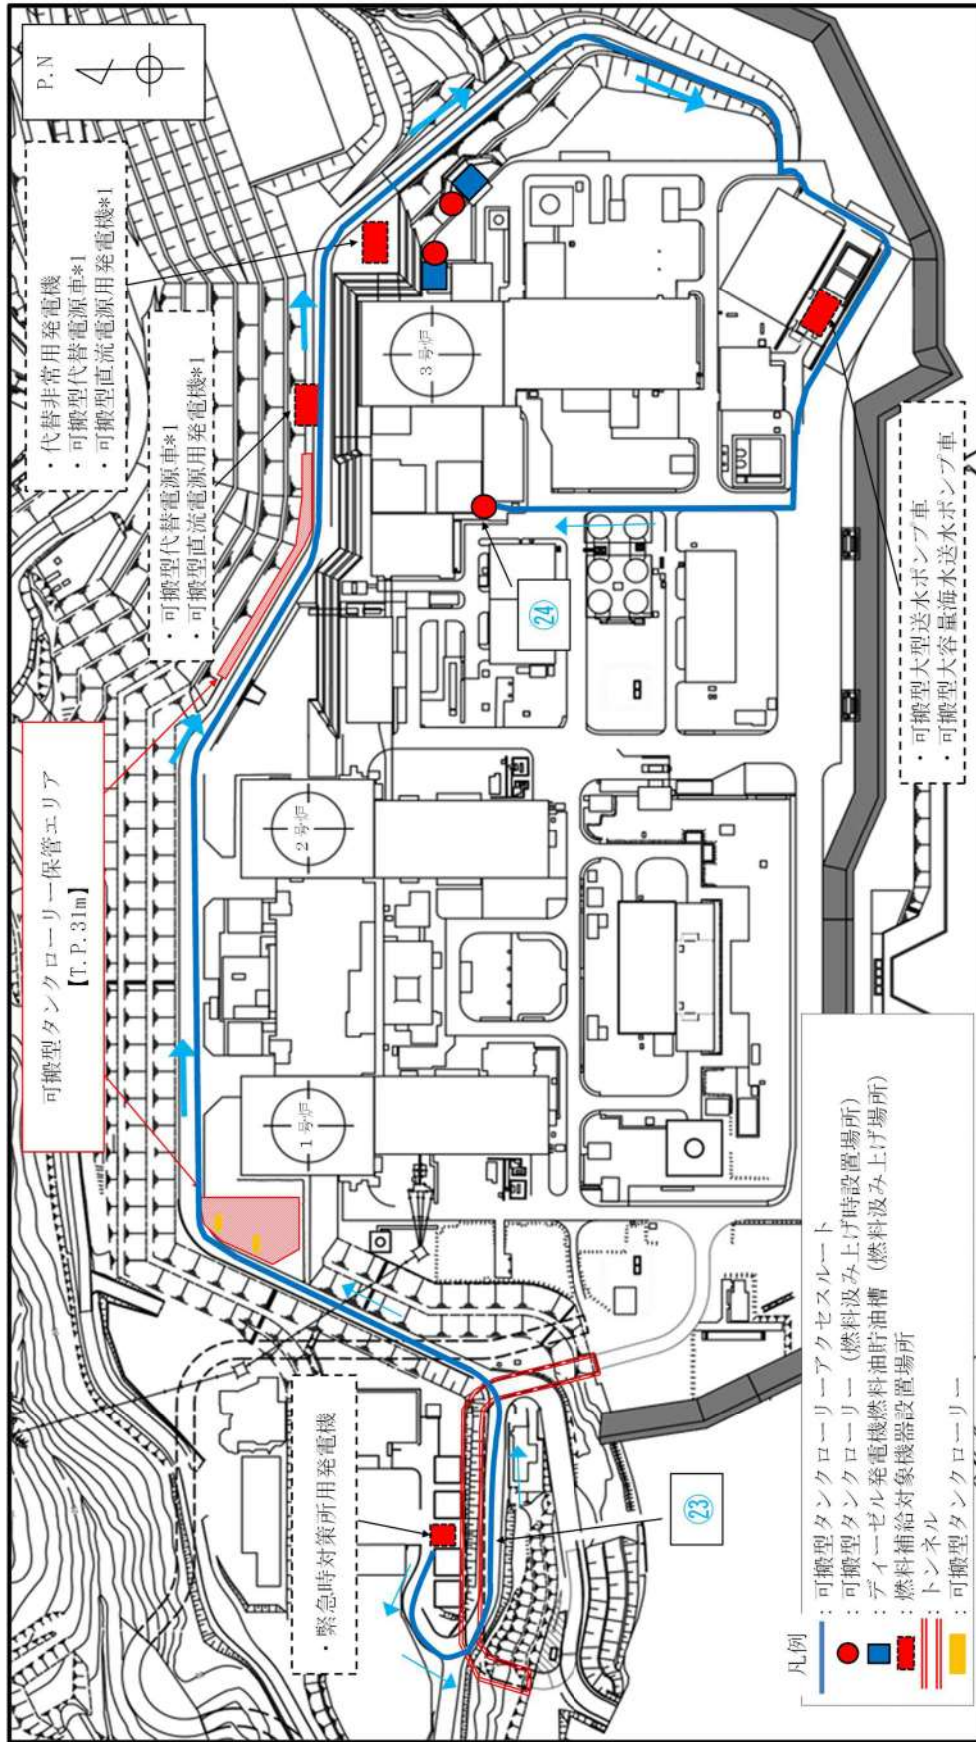 P.N
・代替非常用発電機
・可搬型代替電源車*1
・可搬型直流電源用発電機*1
・可搬型代替電源車*1
・可搬型直流電源用発電機*1
可搬型タンクローリー保管エリア
【T.P.31m】
・緊急時対策所用発電機
3号炉
2号炉
1号炉
㉔
㉓
・可搬型大型送水ポンプ車
・可搬型大容量海水送水ポンプ車
凡例
：可搬型タンクローリーアクセスルート
：可搬型タンクローリー（燃料汲み上げ時設置場所）
：ディーゼル発電機燃料油貯油槽（燃料汲み上げ場所）
：燃料補給対象機器設置場所
：トンネル
：可搬型タンクローリー